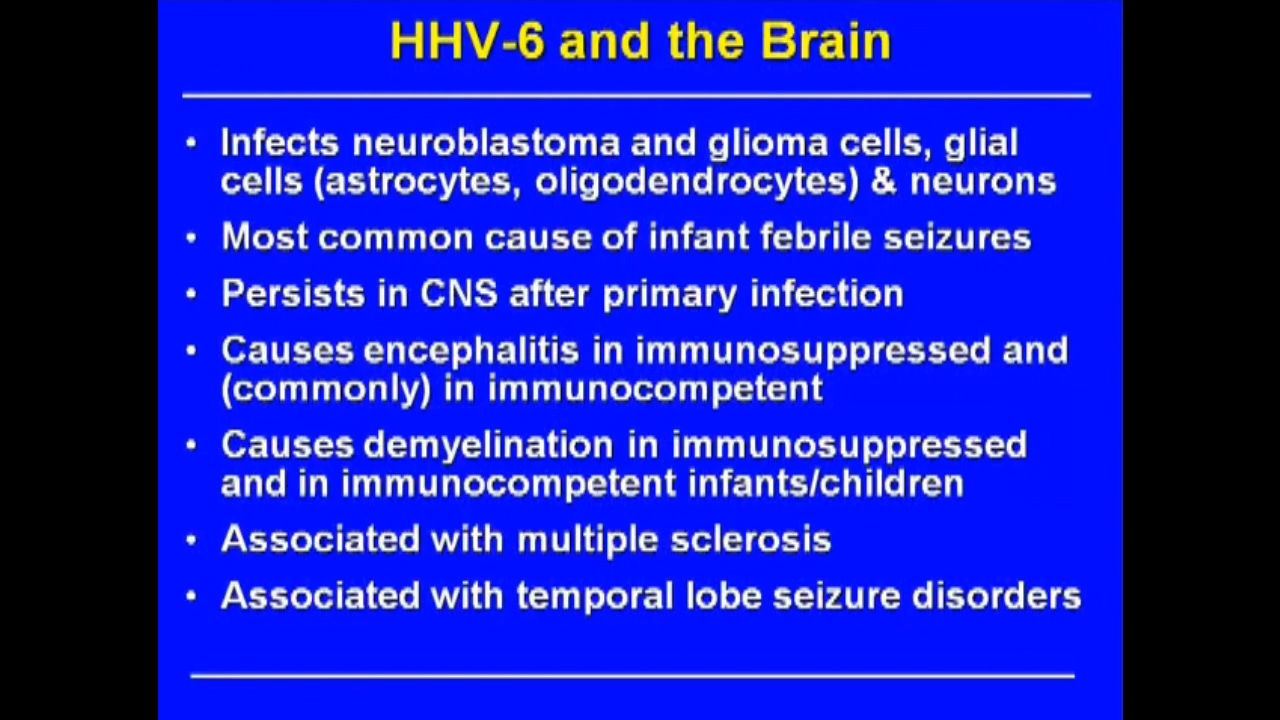 HHV-6 and the Brain
• Infects neuroblastoma and glioma cells, glial
cells (astrocytes, oligodendrocytes) & neurons
• Most common cause of infant febrile seizures
• Persists in CNS after primary infection
• Causes encephalitis in immunosuppressed and
(commonly) in immunocompetent
• Causes demyelination in immunosuppressed
and in immunocompetent infants/children
• Associated with multiple sclerosis
• Associated with temporal lobe seizure disorders